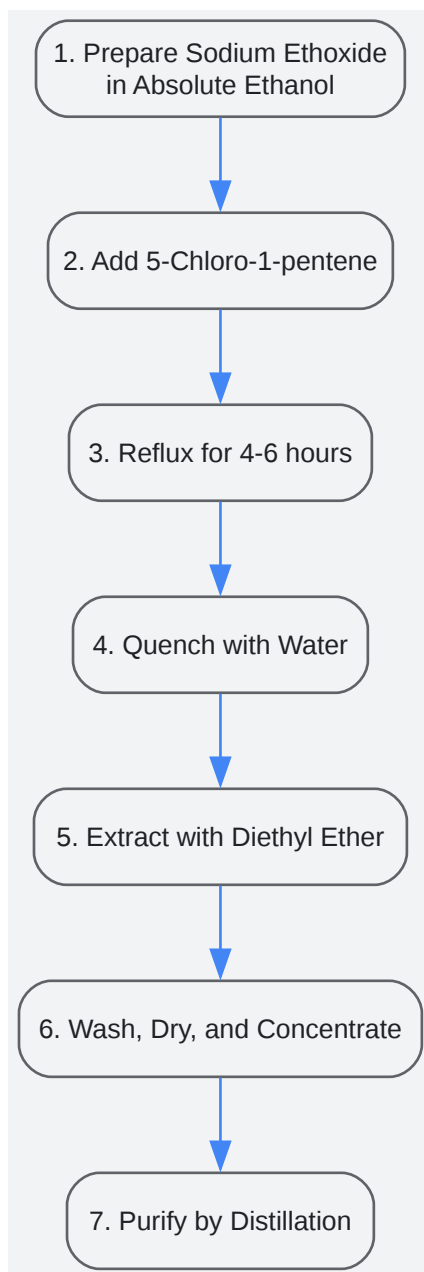 1. Prepare Sodium Ethoxide
in Absolute Ethanol
2. Add 5-Chloro-1-pentene
3. Reflux for 4-6 hours
4. Quench with Water
5. Extract with Diethyl Ether
6. Wash, Dry, and Concentrate
7. Purify by Distillation